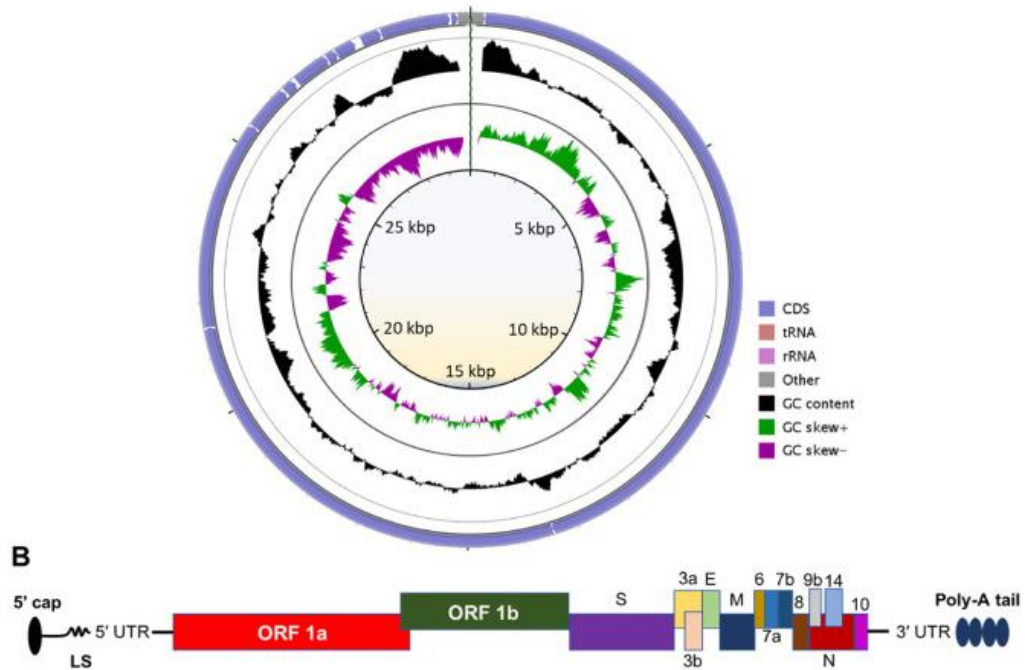 25 kbp
5 kbp
20 kbp
10 kbp
15 kbp
CDS
tRNA
rRNA
Other
GC content
GC skew+
GC skew-
B
5' cap
LS
5' UTR
ORF 1a
ORF 1b
S
3a
E
3b
M
6
7b
7a
8
9b
14
N
10
3' UTR
Poly-A tail